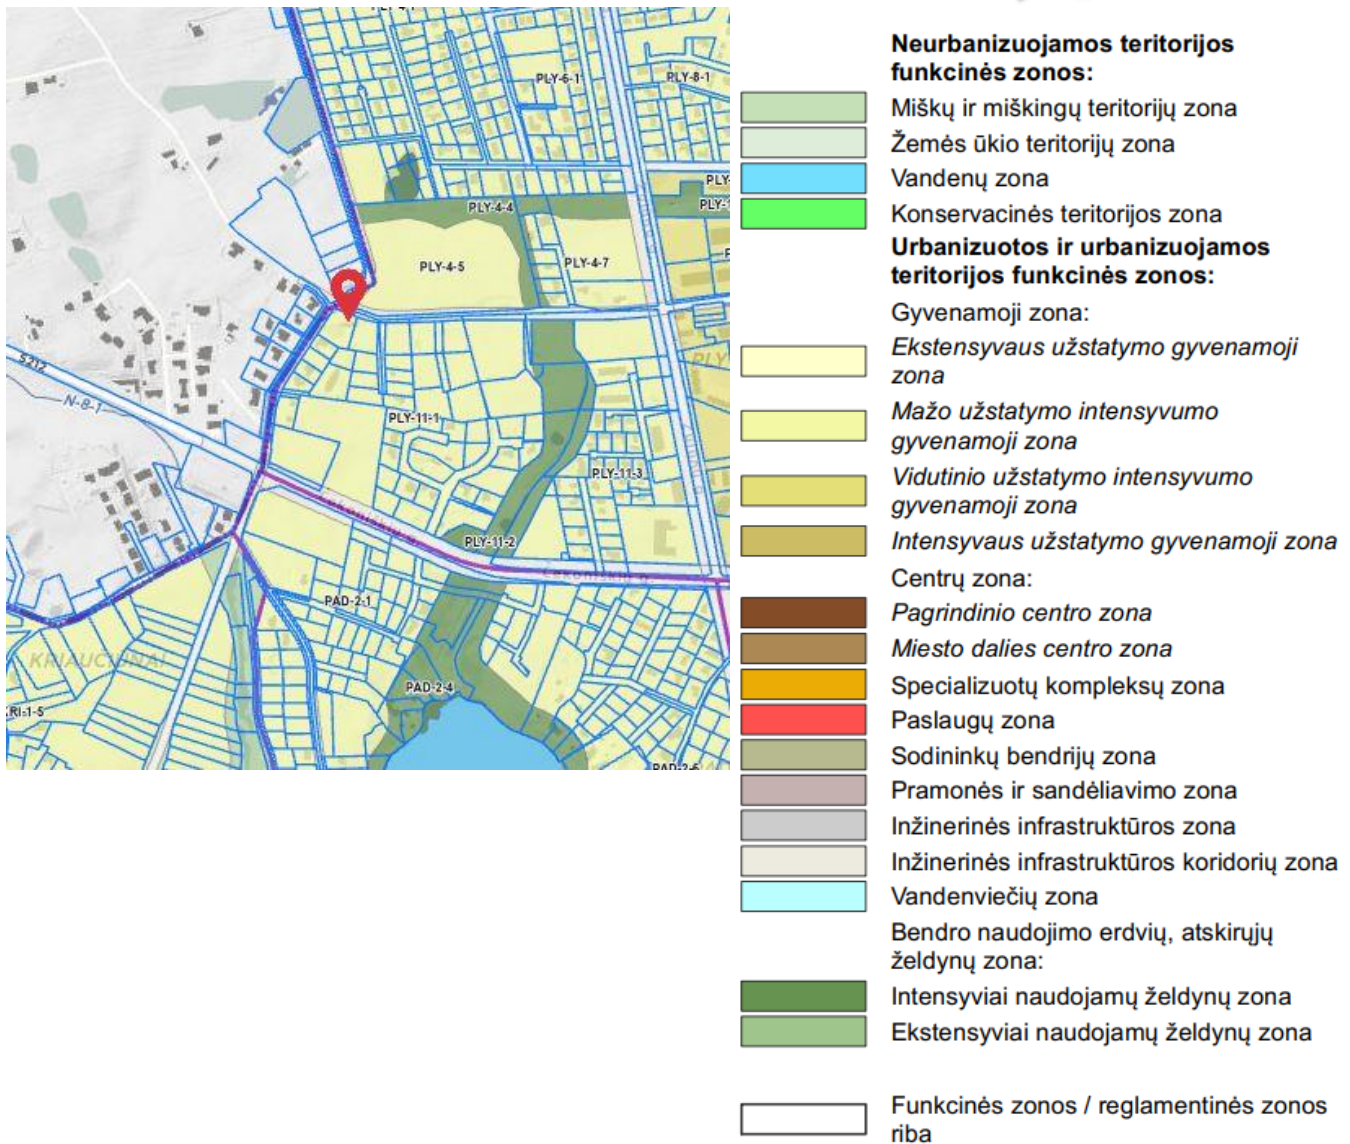 PLY-6-1
PLY-8-1
PLY-4-4
PLY-4-5
PLY-4-7
5212
N-8-1
PLY
PLY-11-1
PLY-11-3
PLY-11-2
PAD-2-1
KRIAUČIŪNAI
PAD-2-4
RI-1-5
PAD-2-6
Neurbanizuojamos teritorijos
funkcinės zonos:
Miškų ir miškingų teritorijų zona
Žemės ūkio teritorijų zona
Vandenų zona
Konservacinės teritorijos zona
Urbanizuotos ir urbanizuojamos
teritorijos funkcinės zonos:
Gyvenamoji zona:
Ekstensyvaus užstatymo gyvenamoji
zona
Mažo užstatymo intensyvumo
gyvenamoji zona
Vidutinio užstatymo intensyvumo
gyvenamoji zona
Intensyvaus užstatymo gyvenamoji zona
Centrų zona:
Pagrindinio centro zona
Miesto dalies centro zona
Specializuotų kompleksų zona
Paslaugų zona
Sodininkų bendrijų zona
Pramonės ir sandėliavimo zona
Inžinerinės infrastruktūros zona
Inžinerinės infrastruktūros koridorių zona
Vandenviečių zona
Bendro naudojimo erdvių, atskirųjų
želdynų zona:
Intensyviai naudojamų želdynų zona
Ekstensyviai naudojamų želdynų zona
Funkcinės zonos / reglamentinės zonos
riba